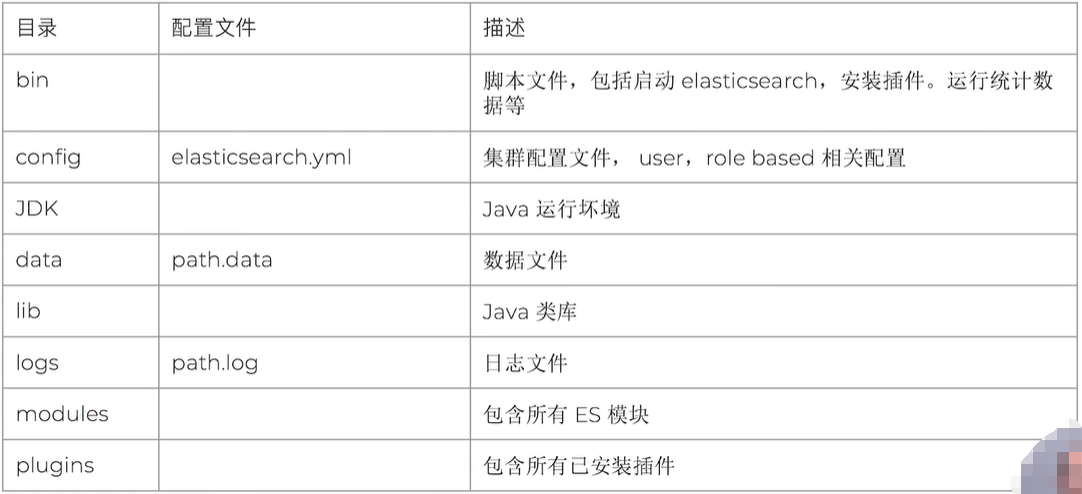 目录 配置文件 描述
bin 脚本文件，包括启动 elasticsearch，安装插件。运行统计数
据等
config elasticsearch.yml 集群配置文件， user，role based 相关配置
JDK Java 运行坏境
data path.data 数据文件
lib Java 类库
logs path.log 日志文件
modules 包含所有 ES 模块
plugins 包含所有已安装插件